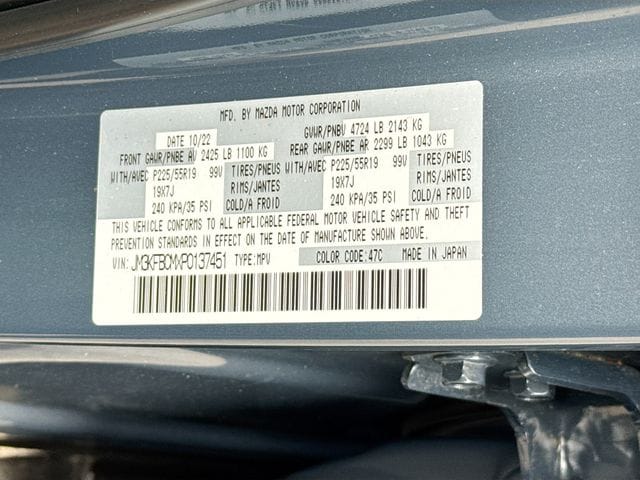 MFD. BY MAZDA MOTOR CORPORATION
DATE 10/22 GVWR/PNBV 4724 LB 2143 KG
FRONT GAWR/PNBE AV 2425 LB 1100 KG REAR GAWR/PNBE AR 2299 LB 1043 KG
WITH/AVEC P225/55R19 99V TIRES/PNEUS WITH/AVEC P225/55R19 99V TIRES/PNEUS
19X7J RIMS/JANTES 19X7J RIMS/JANTES
240 KPA/35 PSI COLD/A FROID 240 KPA/35 PSI COLD/A FROID
THIS VEHICLE CONFORMS TO ALL APPLICABLE FEDERAL MOTOR VEHICLE SAFETY AND THEFT
PREVENTION STANDARDS IN EFFECT ON THE DATE OF MANUFACTURE SHOWN ABOVE.
VIN: TYPE:MPV COLOR CODE:47C MADE IN JAPAN